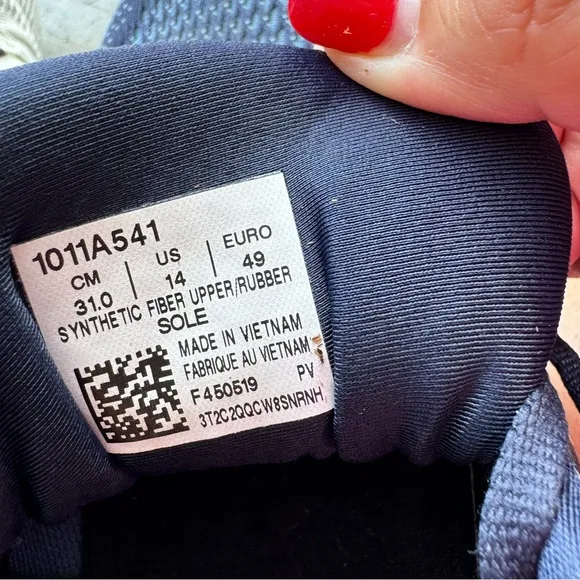 1011A541
CM | US | EURO
31.0 | 14 | 49
SYNTHETIC FIBER UPPER/RUBBER
SOLE
MADE IN VIETNAM
FABRIQUE AU VIETNAM
F450519 PV
3T2C2QQCW8SNRNH